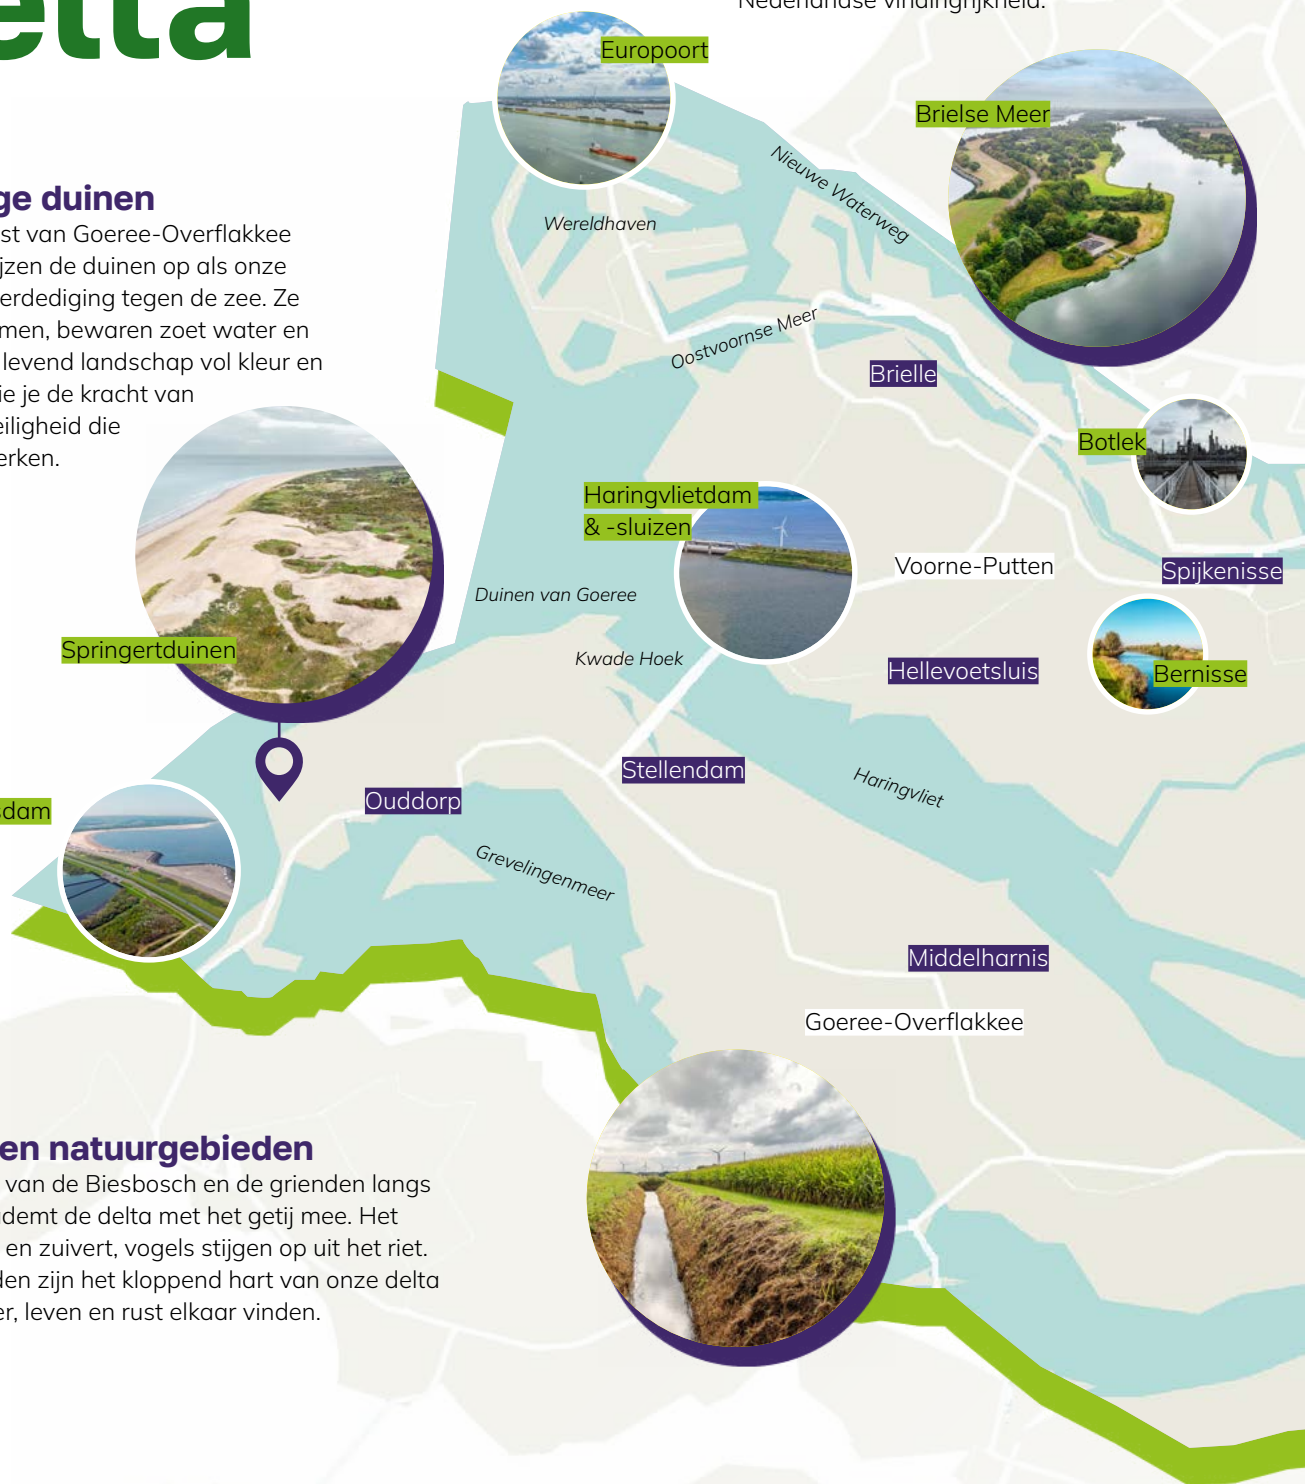 elta
Nederlandse vindingrijkheid.
Europoort
Brielse Meer
Nieuwe Waterweg
ge duinen
st van Goeree-Overflakkee
jzen de duinen op als onze
erdediging tegen de zee. Ze
men, bewaren zoet water en
levend landschap vol kleur en
ie je de kracht van
eiligheid die
erken.
Wereldhaven
Oostvoornse Meer
Brielle
Botlek
Haringvlietdam
& -sluizen
Voorne-Putten
Spijkenisse
Duinen van Goeree
Springertduinen
Kwade Hoek
Hellevoetsluis
Bernisse
Stellendam
Haringvliet
Ouddorp
sdam
Grevelingenmeer
Middelharnis
Goeree-Overflakkee
en natuurgebieden
van de Biesbosch en de grienden langs
demt de delta met het getij mee. Het
en zuivert, vogels stijgen op uit het riet.
den zijn het kloppend hart van onze delta
er, leven en rust elkaar vinden.